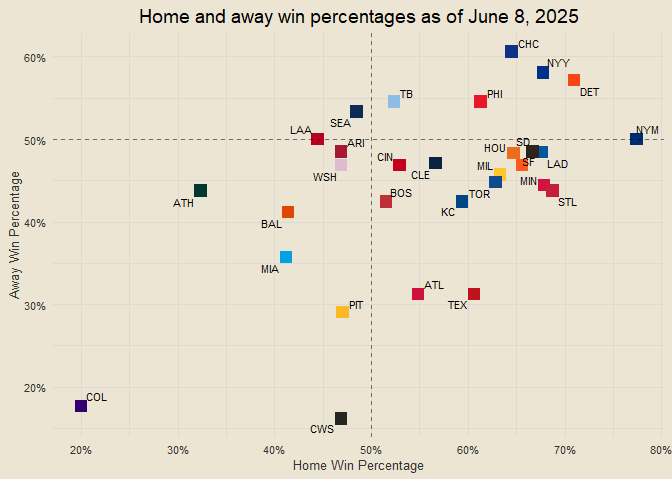 Home and away win percentages as of June 8, 2025
CHC
60%
NYY
DET
TB
PHI
SEA
LAA
NYM
50%
ARI
SD
HOU
CIN
SF
LAD
MIL
CLE
WSH
MIN
TOR
ATH
BOS
STL
KC
40%
BAL
MIA
ATL
TEX
PIT
30%
20%
COL
CWS
20%
30%
40%
50%
60%
70%
80%
Home Win Percentage
Away Win Percentage